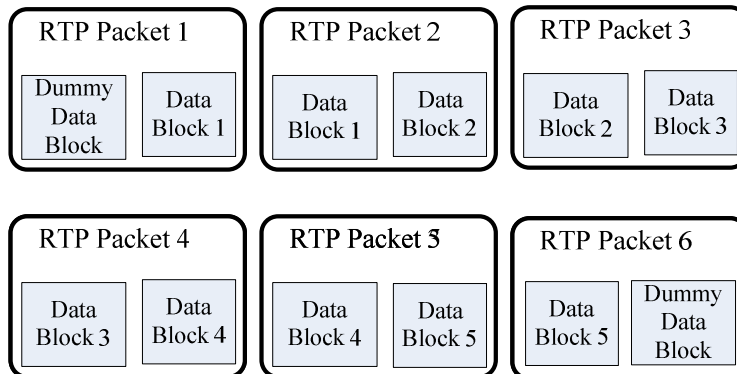 RTP Packet 1
Dummy
Data
Block
Data
Block 1
RTP Packet 2
Data
Block 1
Data
Block 2
RTP Packet 3
Data
Block 2
Data
Block 3
RTP Packet 4
Data
Block 3
Data
Block 4
RTP Packet 5
Data
Block 4
Data
Block 5
RTP Packet 6
Data
Block 5
Dummy
Data
Block